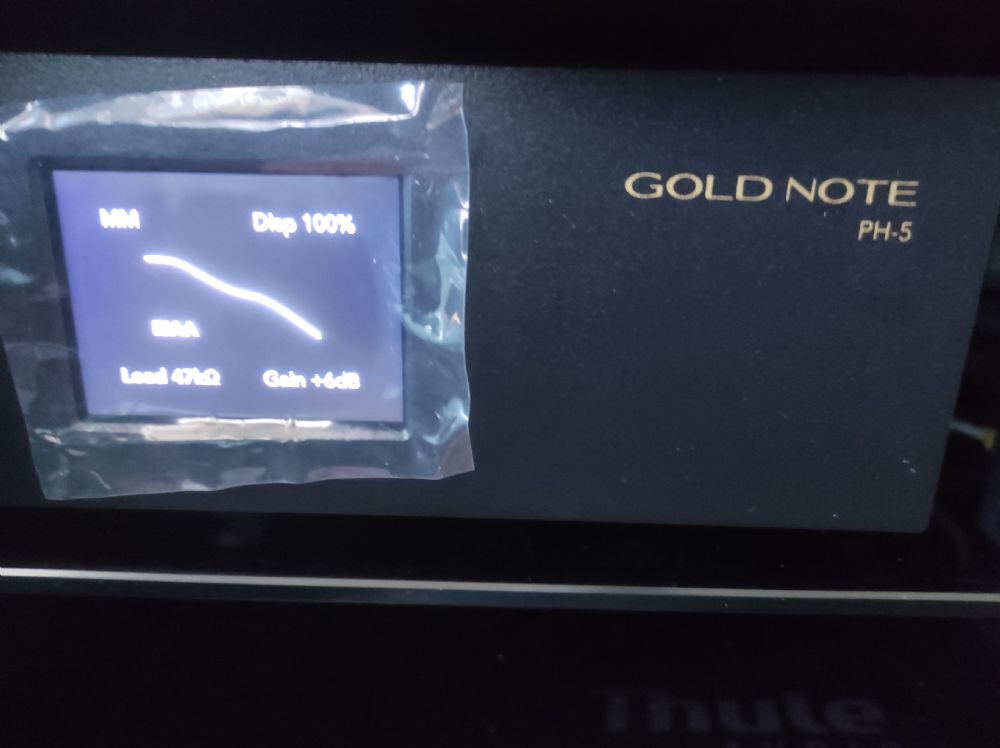 GOLD NOTE
PH-5
MM
Disp 100%
RIAA
Load 47kΩ
Gain +6dB
Thule